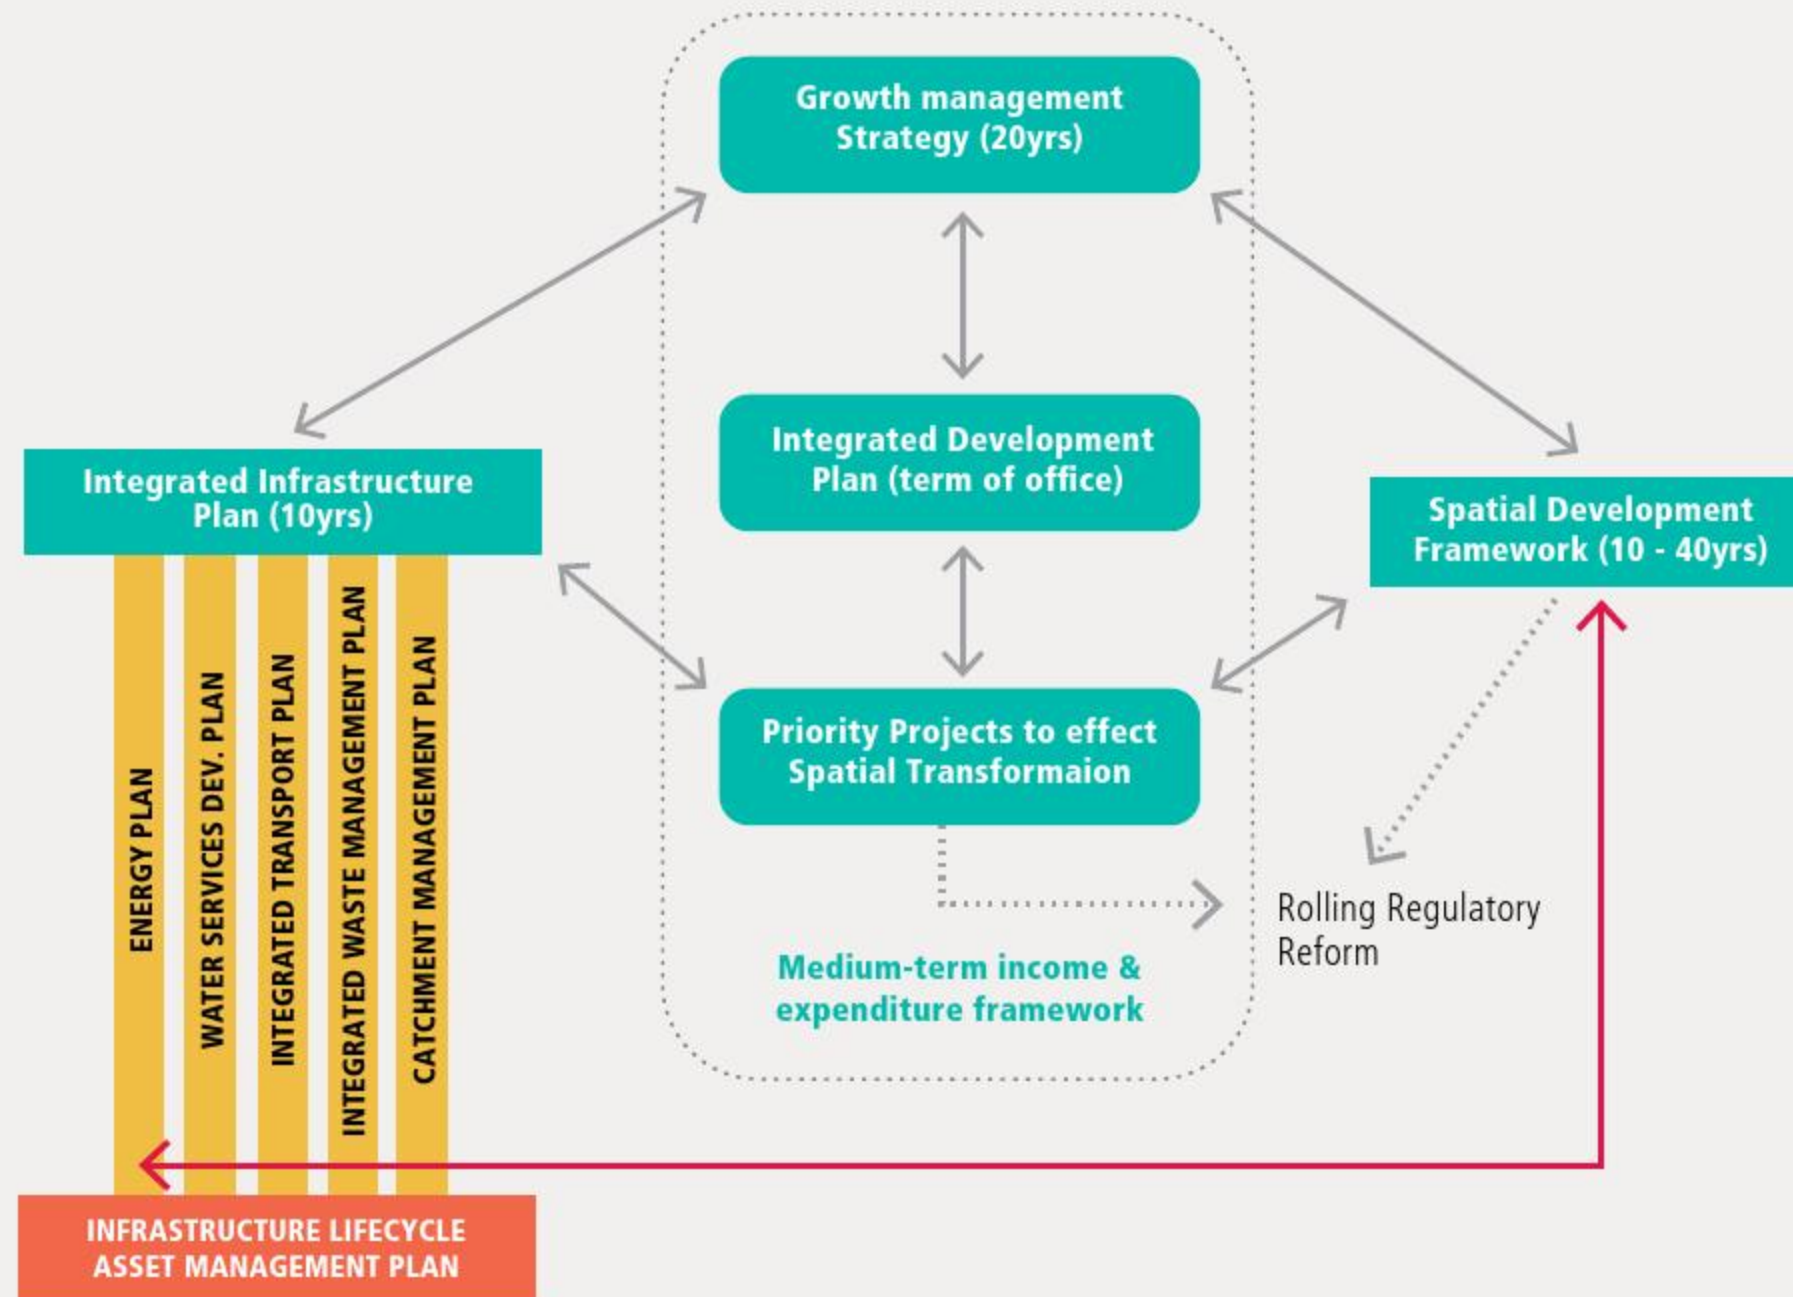 Growth management
Strategy (20yrs)
Integrated Development
Plan (term of office)
Integrated Infrastructure
Plan (10yrs)
Spatial Development
Framework (10 - 40yrs)
ENERGY PLAN
WATER SERVICES DEV. PLAN
INTEGRATED TRANSPORT PLAN
INTEGRATED WASTE MANAGEMENT PLAN
CATCHMENT MANAGEMENT PLAN
Priority Projects to effect
Spatial Transformaion
Rolling Regulatory
Reform
Medium-term income &
expenditure framework
INFRASTRUCTURE LIFECYCLE
ASSET MANAGEMENT PLAN